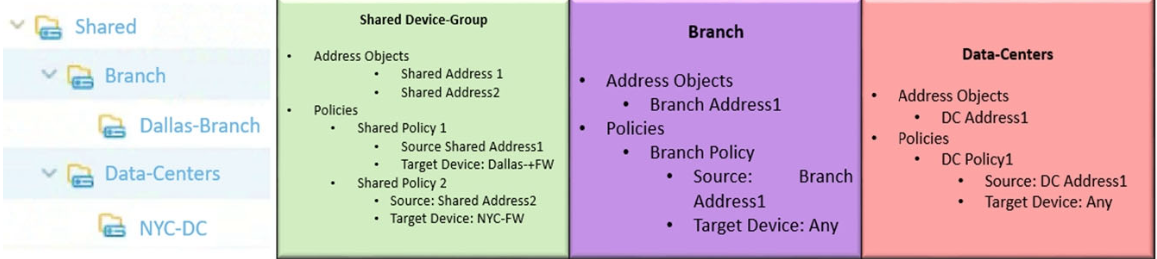 Shared
Branch
Dallas-Branch
Data-Centers
NYC-DC
Shared Device-Group
• Address Objects
• Shared Address 1
• Shared Address2
• Policies
• Shared Policy 1
• Source Shared Address1
• Target Device: Dallas-+FW
• Shared Policy 2
• Source: Shared Address2
• Target Device: NYC-FW
Branch
• Address Objects
• Branch Address1
• Policies
• Branch Policy
• Source: Branch
Address1
• Target Device: Any
Data-Centers
• Address Objects
• DC Address1
• Policies
• DC Policy1
• Source: DC Address1
• Target Device: Any